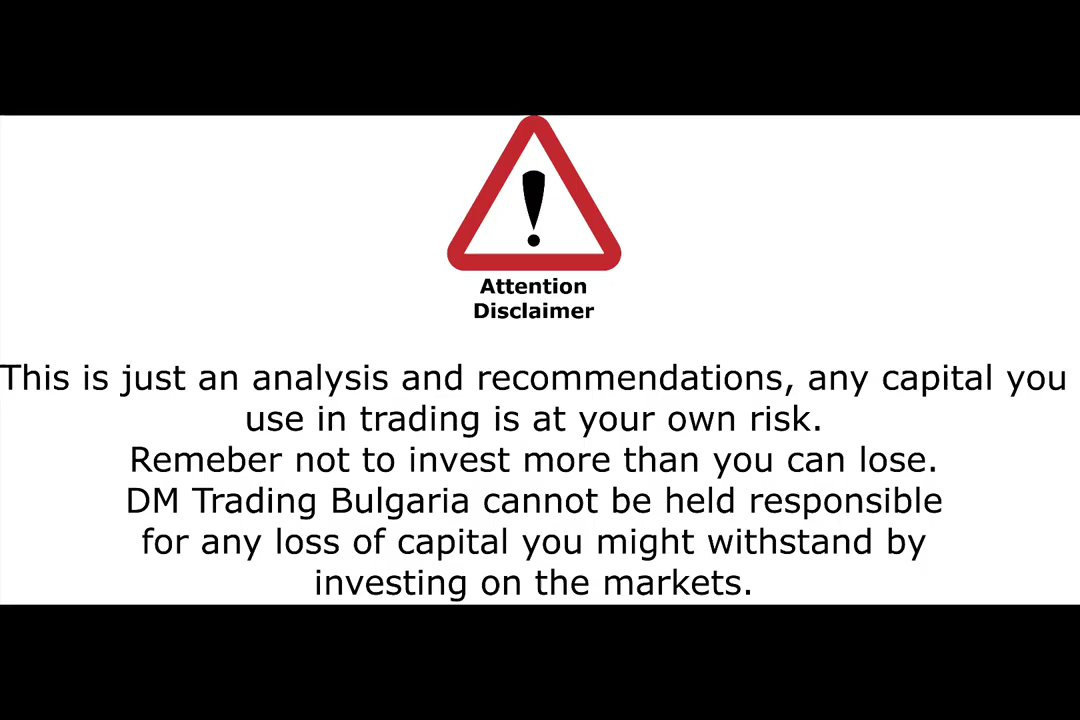 Attention
Disclaimer
This is just an analysis and recommendations, any capital you
use in trading is at your own risk.
Remeber not to invest more than you can lose.
DM Trading Bulgaria cannot be held responsible
for any loss of capital you might withstand by
investing on the markets.